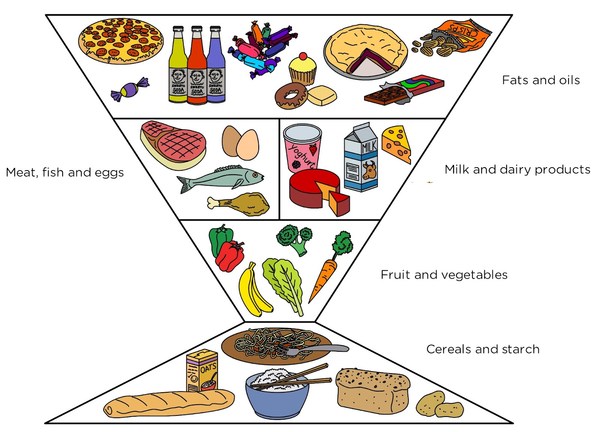 Fats and oils
Meat, fish and eggs
Yoghurt
MILK
Milk and dairy products
Fruit and vegetables
Cereals and starch
OATS